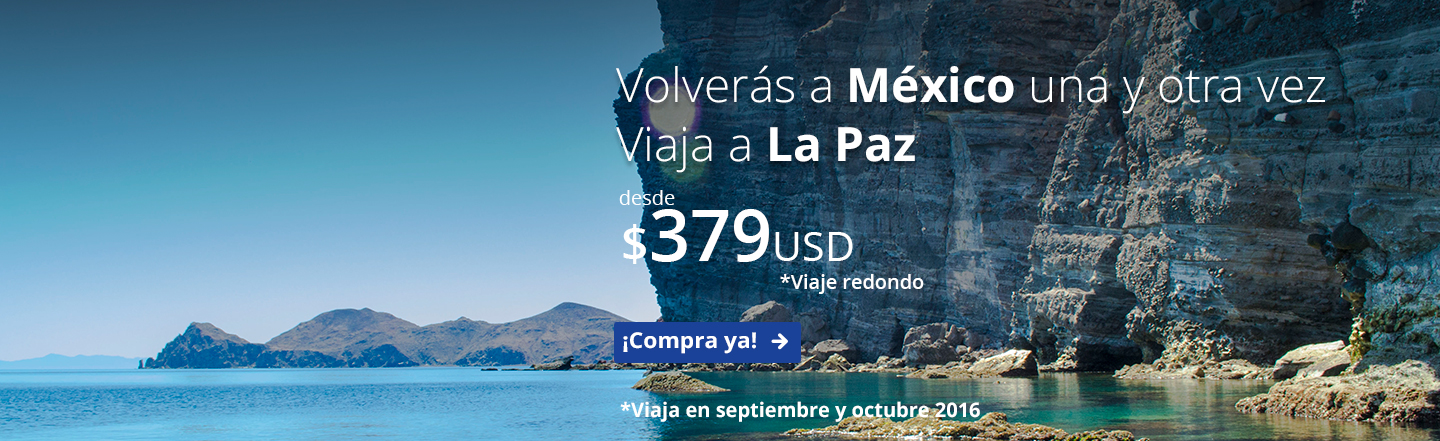 Volverás a México una y otra vez
Viaja a La Paz
desde
$379USD
*Viaje redondo
¡Compra ya! →
*Viaja en septiembre y octubre 2016